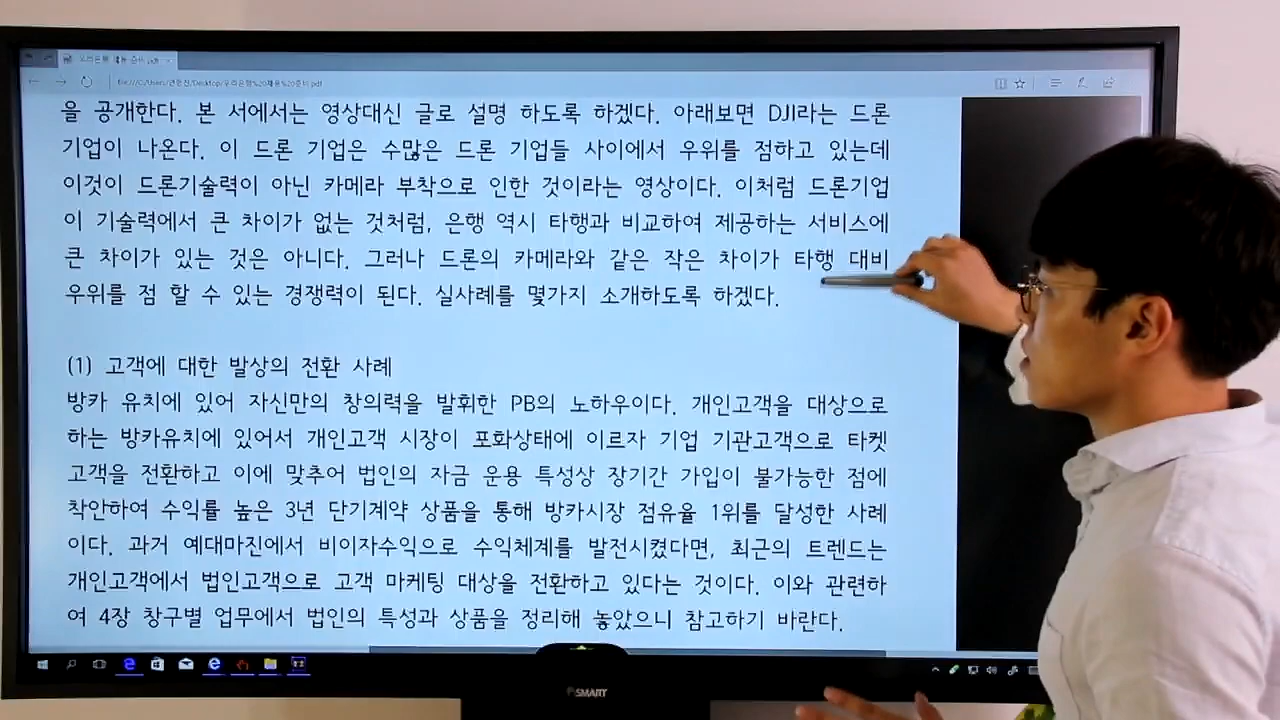 을 공개한다. 본 서에서는 영상대신 글로 설명 하도록 하겠다. 아래보면 DJI라는 드론
기업이 나온다. 이 드론 기업은 수많은 드론 기업들 사이에서 우위를 점하고 있는데
이것이 드론기술력이 아닌 카메라 부착으로 인한 것이라는 영상이다. 이처럼 드론기업
이 기술력에서 큰 차이가 없는 것처럼, 은행 역시 타행과 비교하여 제공하는 서비스에
큰 차이가 있는 것은 아니다. 그러나 드론의 카메라와 같은 작은 차이가 타행 대비
우위를 점 할 수 있는 경쟁력이 된다. 실사례를 몇가지 소개하도록 하겠다.
(1) 고객에 대한 발상의 전환 사례
방카 유치에 있어 자신만의 창의력을 발휘한 PB의 노하우이다. 개인고객을 대상으로
하는 방카유치에 있어서 개인고객 시장이 포화상태에 이르자 기업 기관고객으로 타켓
고객을 전환하고 이에 맞추어 법인의 자금 운용 특성상 장기간 가입이 불가능한 점에
착안하여 수익률 높은 3년 단기계약 상품을 통해 방카시장 점유율 1위를 달성한 사례
이다. 과거 예대마진에서 비이자수익으로 수익체계를 발전시켰다면, 최근의 트렌드는
개인고객에서 법인고객으로 고객 마케팅 대상을 전환하고 있다는 것이다. 이와 관련하
여 4장 창구별 업무에서 법인의 특성과 상품을 정리해 놓았으니 참고하기 바란다.
SMART